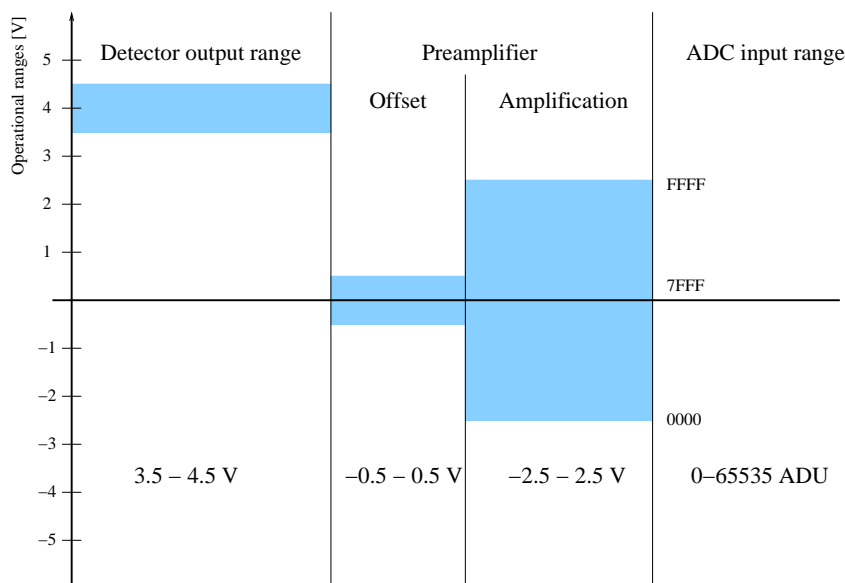 Operational ranges [V]
Detector output range
Preamplifier
ADC input range
Offset
Amplification
5
4
3
2
1
−1
−2
−3
−4
−5
FFFF
7FFF
0000
3.5 − 4.5 V
−0.5 − 0.5 V
−2.5 − 2.5 V
0−65535 ADU